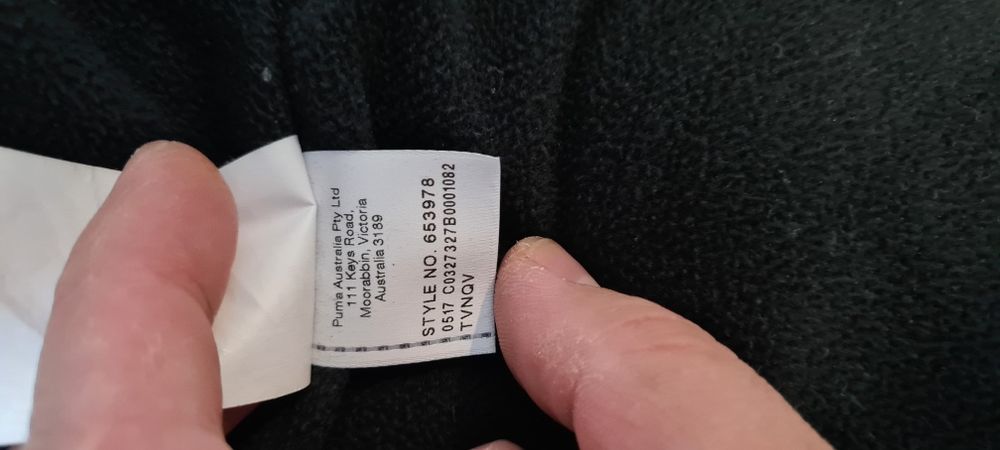 Puma Australia Pty Ltd
111 Keys Road,
Moorabbin, Victoria
Australia 3189
STYLE NO. 653978
0517 C0327327B0001082
TVNQV